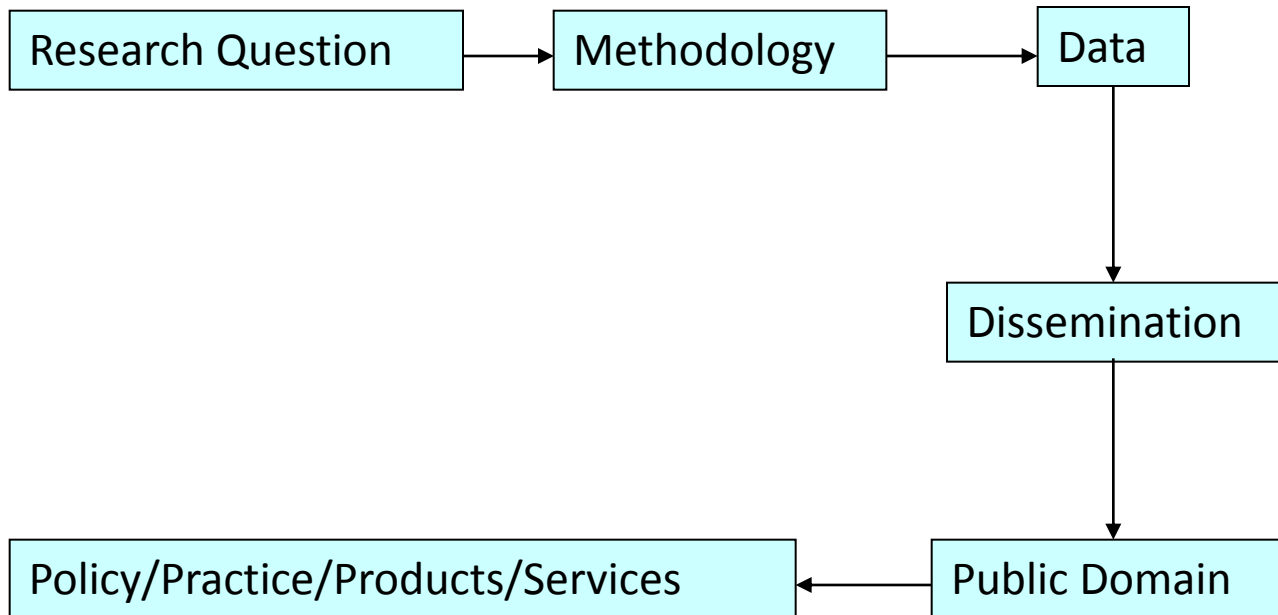 Research Question
Methodology
Data
Dissemination
Public Domain
Policy/Practice/Products/Services